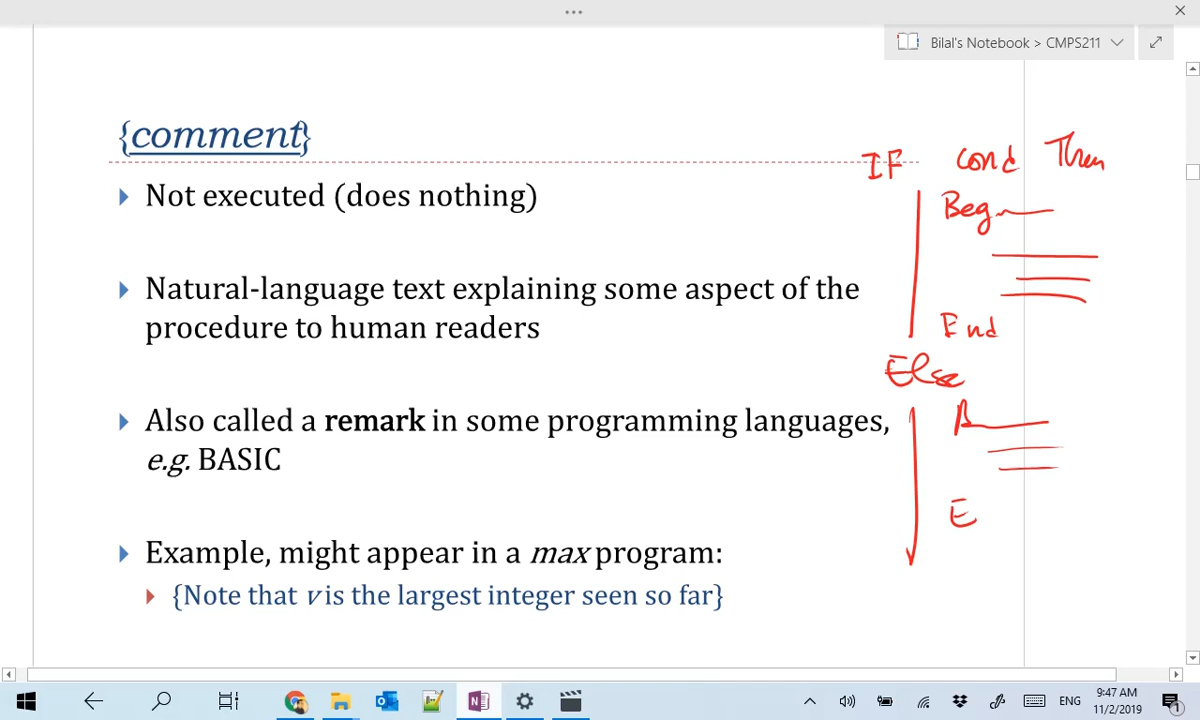 Bilal's Notebook > CMPS211
{comment}
Not executed (does nothing)
Natural-language text explaining some aspect of the
procedure to human readers
Also called a remark in some programming languages,
e.g. BASIC
Example, might appear in a max program:
{Note that v is the largest integer seen so far}
IF cond Then
Beg
End
Else
B
E
ENG
9:47 AM
11/2/2019
1